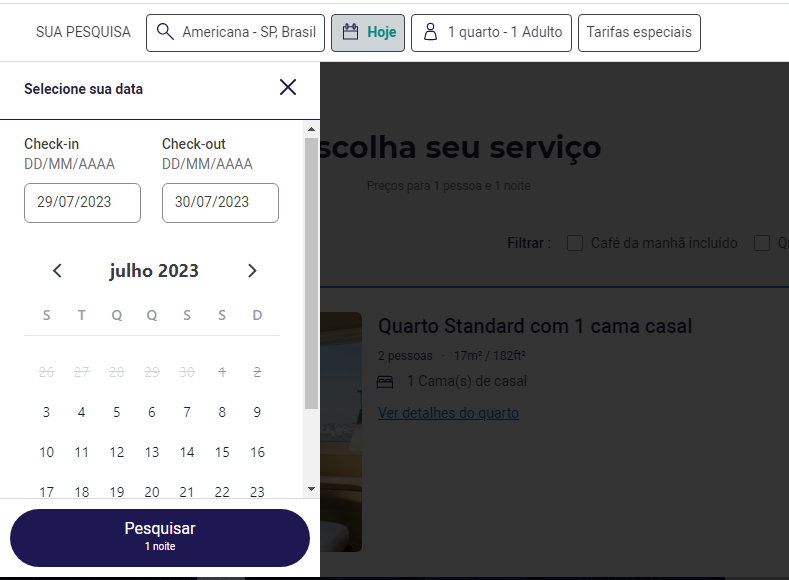 SUA PESQUISA
Americana - SP, Brasil
Hoje
1 quarto - 1 Adulto
Tarifas especiais
Selecione sua data
Check-in
DD/MM/AAAA
29/07/2023
Check-out
DD/MM/AAAA
30/07/2023
julho 2023
S T Q Q S S D
26 27 28 29 30 1 2
3 4 5 6 7 8 9
10 11 12 13 14 15 16
17 18 19 20 21 22 23
Pesquisar
1 noite
scolha seu serviço
Preços para 1 pessoa e 1 noite
Filtrar : Café da manhã incluído Q
Quarto Standard com 1 cama casal
2 pessoas · 17m² / 182ft²
1 Cama(s) de casal
Ver detalhes do quarto